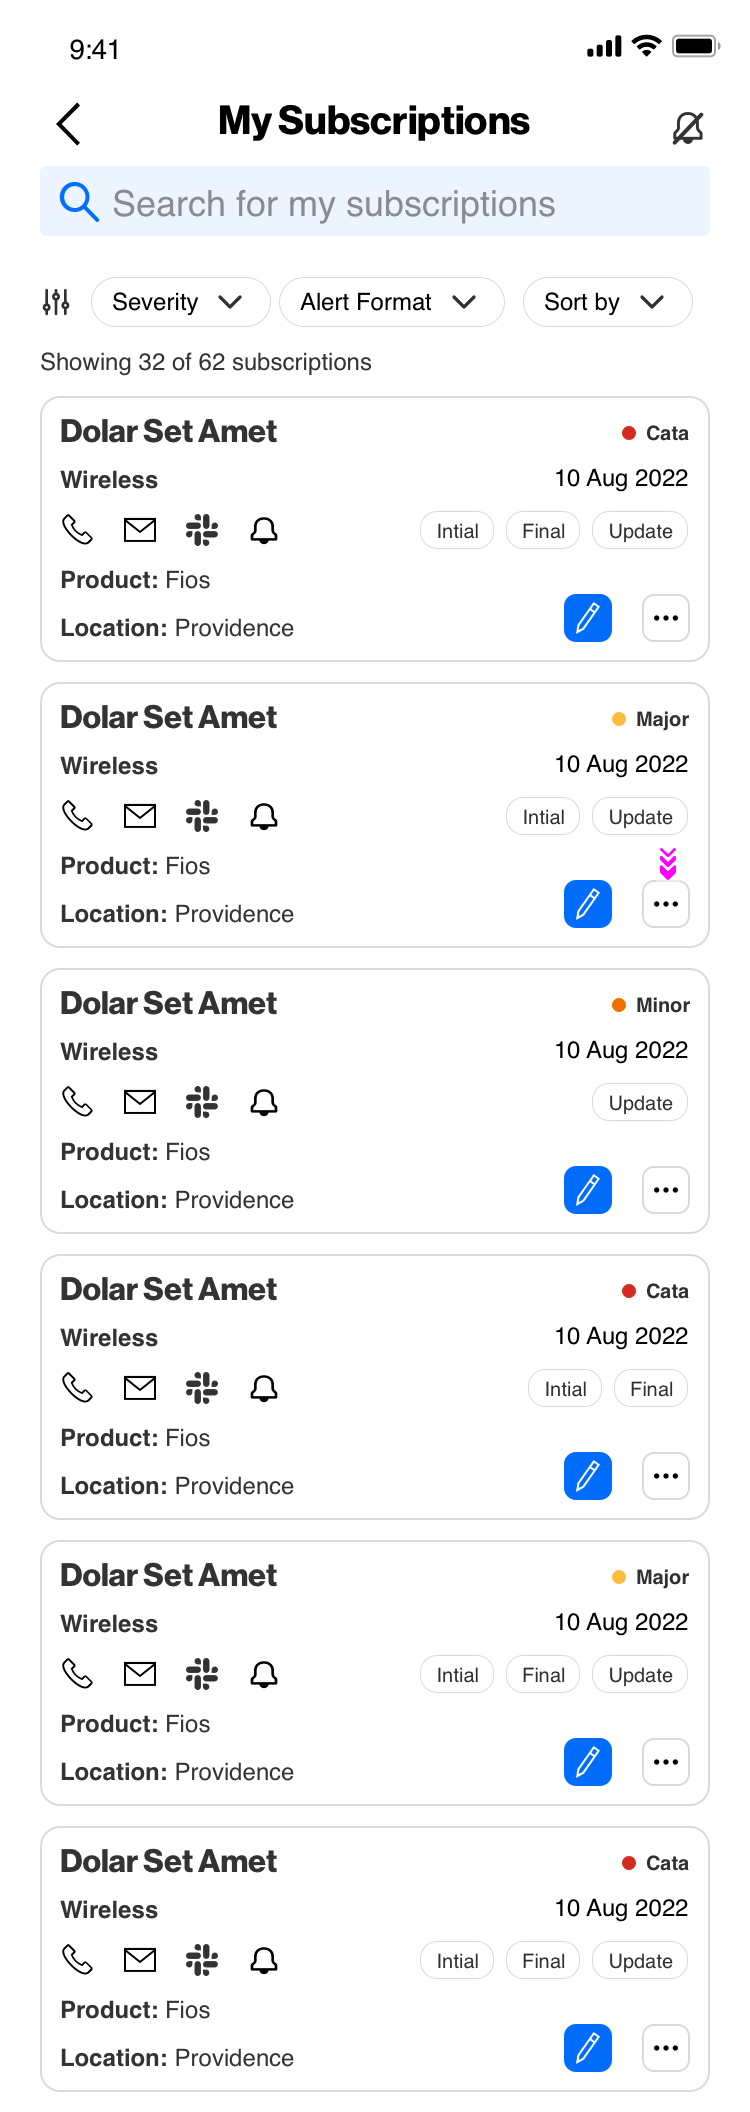 9:41
My Subscriptions
Search for my subscriptions
Severity Alert Format Sort by
Showing 32 of 62 subscriptions
Dolar Set Amet Cata
Wireless 10 Aug 2022
Intial Final Update
Product: Fios
Location: Providence
Dolar Set Amet Major
Wireless 10 Aug 2022
Intial Update
Product: Fios
Location: Providence
Dolar Set Amet Minor
Wireless 10 Aug 2022
Update
Product: Fios
Location: Providence
Dolar Set Amet Cata
Wireless 10 Aug 2022
Intial Final
Product: Fios
Location: Providence
Dolar Set Amet Major
Wireless 10 Aug 2022
Intial Final Update
Product: Fios
Location: Providence
Dolar Set Amet Cata
Wireless 10 Aug 2022
Intial Final Update
Product: Fios
Location: Providence